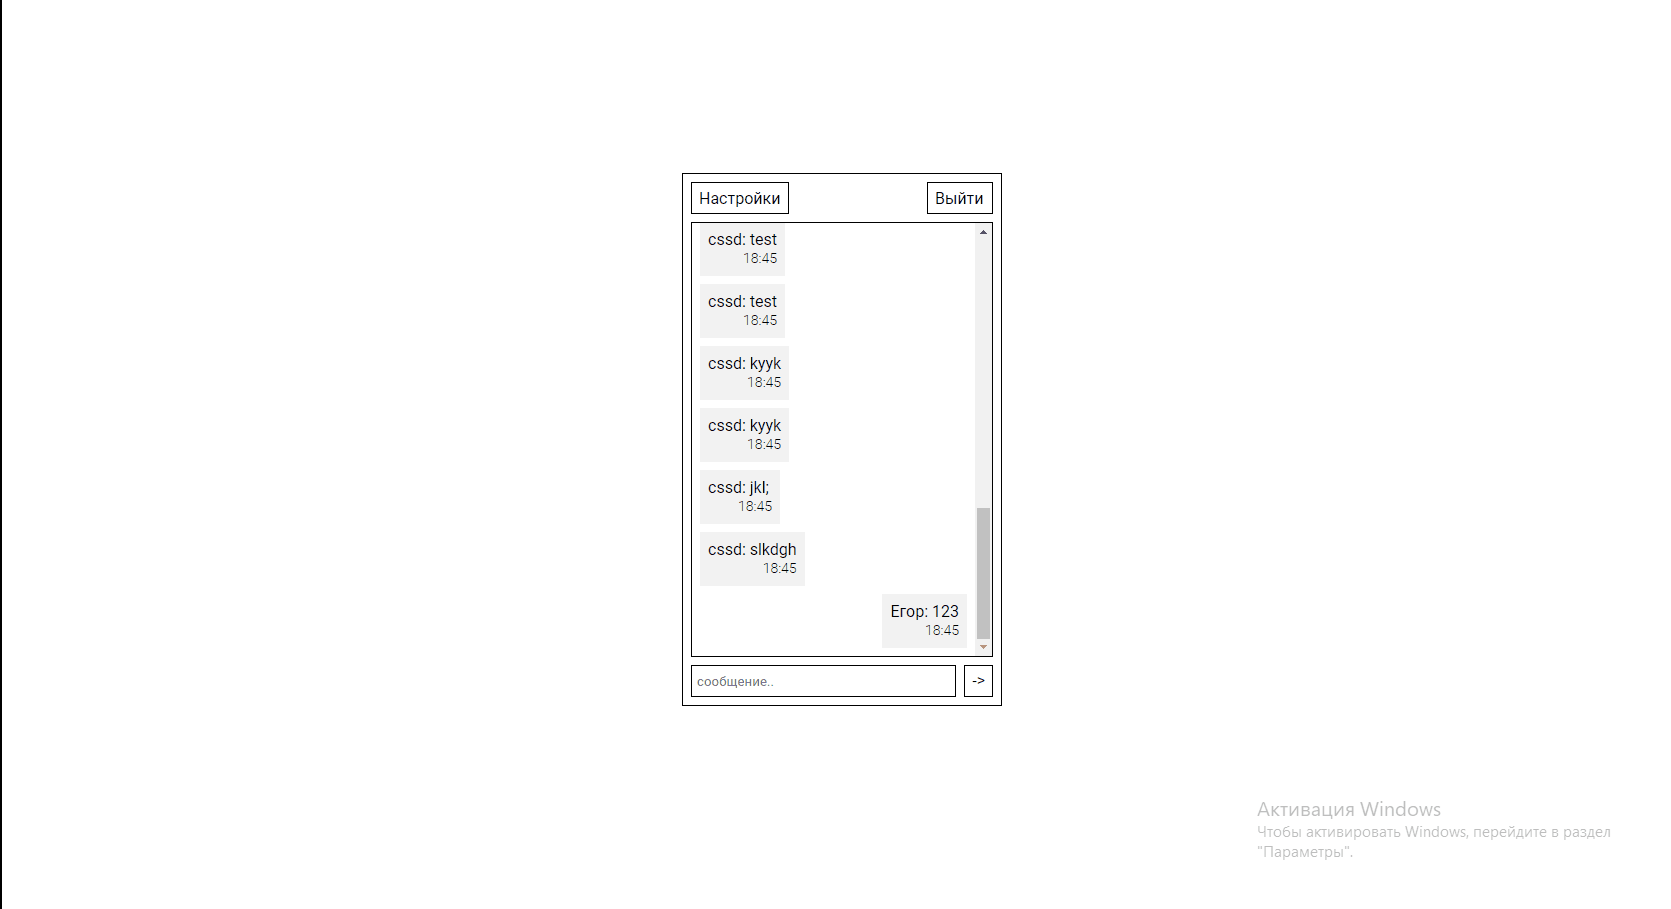 Настройки
Выйти
cssd: test
18:45
cssd: test
18:45
cssd: kyyk
18:45
cssd: kyyk
18:45
cssd: jkl;
18:45
cssd: slkdgh
18:45
Егор: 123
18:45
сообщение..
->
Активация Windows
Чтобы активировать Windows, перейдите в раздел
"Параметры".